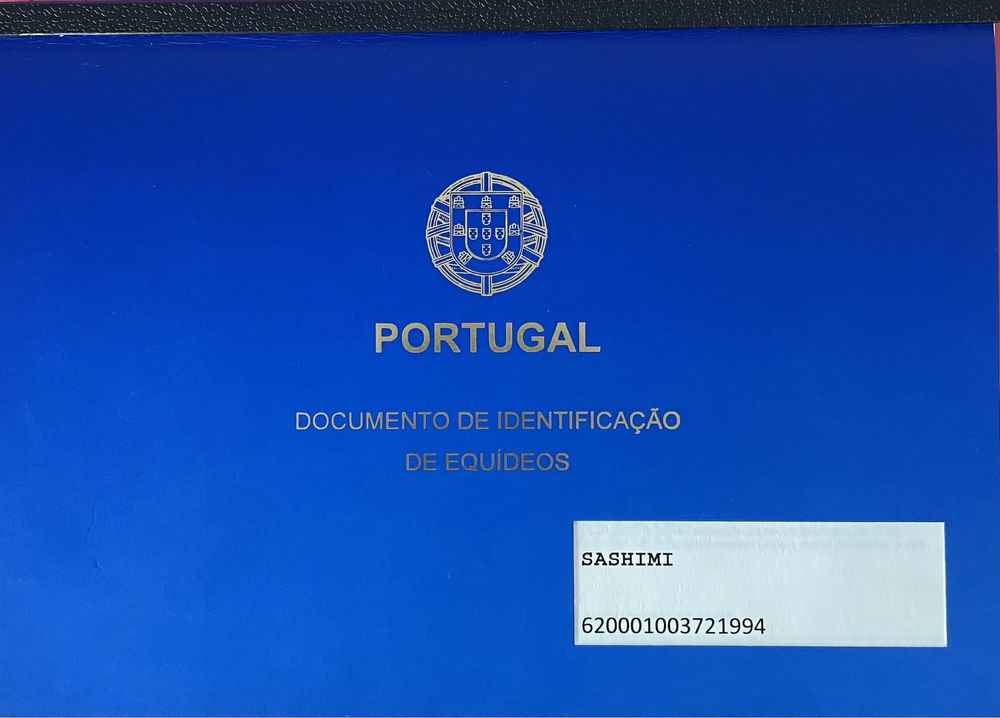 PORTUGAL
DOCUMENTO DE IDENTIFICAÇÃO
DE EQUÍDEOS
SASHIMI
620001003721994